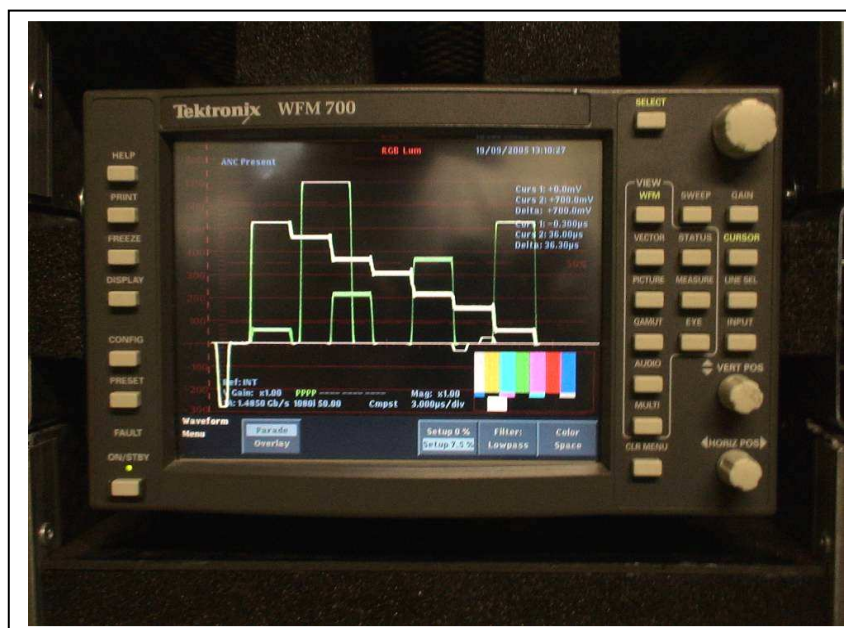 Tektronix WFM 700
SELECT
HELP
PRINT
FREEZE
DISPLAY
CONFIG
PRESET
FAULT
ON/STBY
RGB Lum 19/09/2005 13:10:27
ANC Present
Curs 1: +0.0mV
Curs 2: +700.0mV
Delta: +700.0mV
Curs 1: -0.300µs
Curs 2: 36.00µs
Delta: 36.30µs
Ref: INT
Gain: x1.00 PPPP ---- ---- ---- Mag: x1.00
A: 1.4850 Gb/s 1080i 50.00 Cmpst 3.000µs/div
Waveform
Menu
Parade
Overlay
Setup 0 %
Setup 7.5 %
Filter:
Lowpass
Color
Space
VIEW
WFM SWEEP GAIN
VECTOR STATUS CURSOR
PICTURE MEASURE LINE SEL
GAMUT EYE INPUT
AUDIO
VERT POS
MULTI
CLR MENU
HORIZ POS